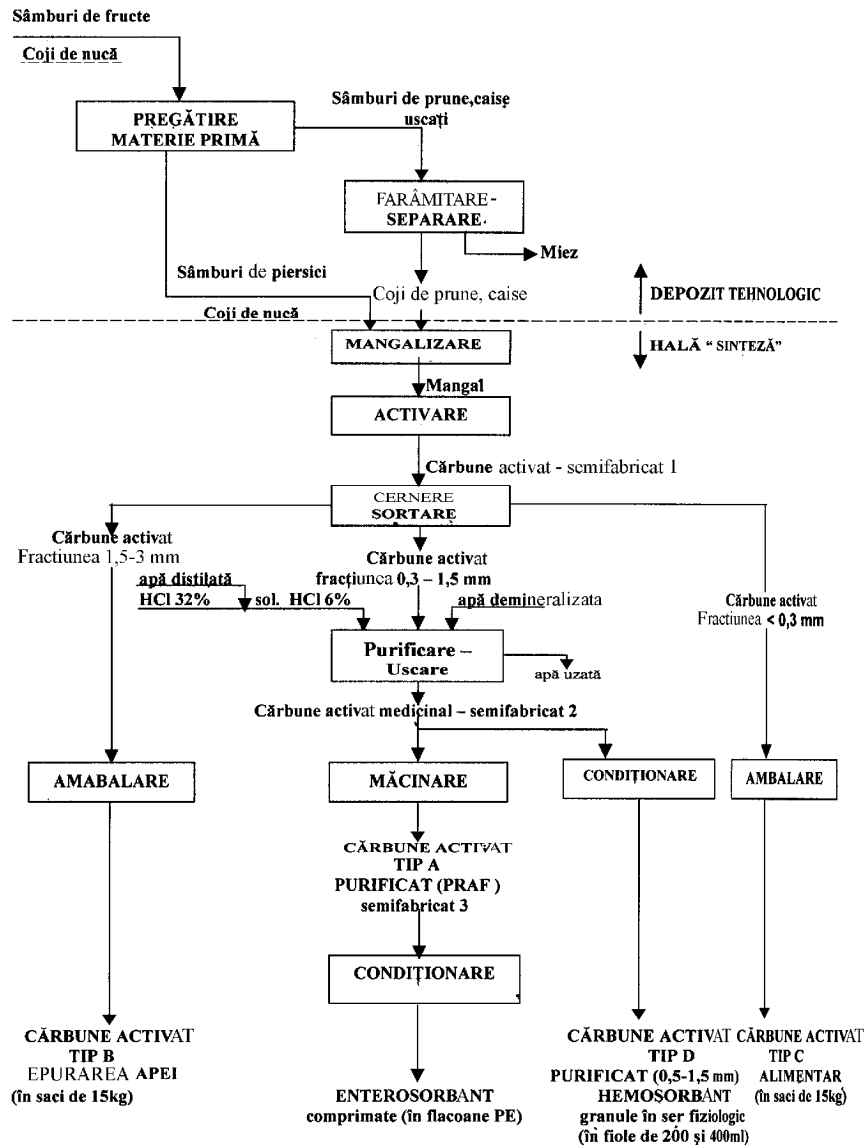 Sâmburi de fructe
Coji de nucă
PREGĂTIRE
MATERIE PRIMĂ
Sâmburi de prune,caise
uscați
FARÂMITARE-
SEPARARE.
Miez
Sâmburi de piersici
Coji de prune, caise
DEPOZIT TEHNOLOGIC
Coji de nucă
MANGALIZARE
HALĂ “ SINTEZĂ”
Mangal
ACTIVARE
Cărbune activat - semifabricat 1
CERNERE
SORTARE
Cărbune activat
Fractiunea 1,5-3 mm
Cărbune activat
fracțiunca 0,3 – 1,5 mm
apă distilată
HCl 32%
sol. HCl 6%
apă demineralizata
Cărbune activat
Fractiunea < 0,3 mm
Purificare –
Uscare
apă uzată
Cărbune activat medicinal – semifabricat 2
AMABALARE
MĂCINARE
CONDIȚIONARE
AMBALARE
CĂRBUNE ACTIVAT
TIP A
PURIFICAT (PRAF )
semifabricat 3
CONDIȚIONARE
CĂRBUNE ACTIVAT
TIP B
EPURAREA APEI
(în saci de 15kg)
ENTEROSORBANT
comprimate (în flacoane PE)
CĂRBUNE ACTIVAT
TIP D
PURIFICAT (0,5-1,5 mm)
HEMOSORBANT
granule în ser fiziologic
(în fiole de 200 și 400ml)
CĂRBUNE ACTIVAT
TIP C
ALIMENTAR
(în saci de 15kg)